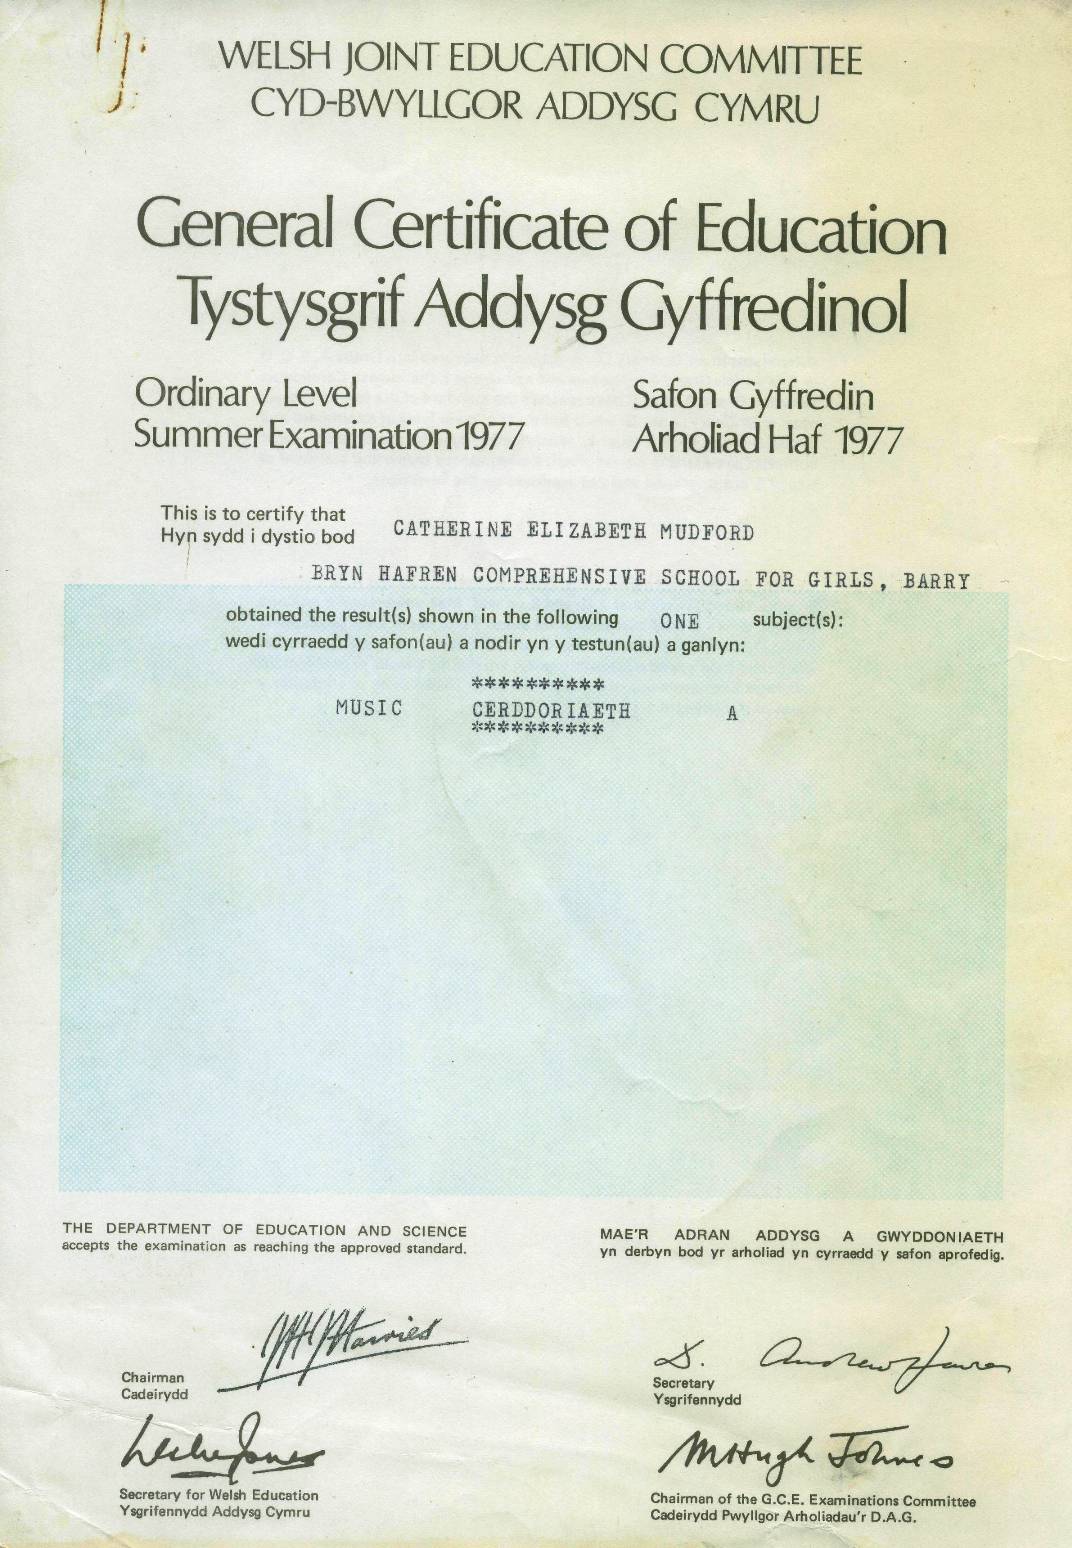 WELSH JOINT EDUCATION COMMITTEE
CYD-BWYLLGOR ADDYSG CYMRU
General Certificate of Education
Tystysgrif Addysg Gyffredinol
Ordinary Level
Summer Examination 1977
Safon Gyffredin
Arholiad Haf 1977
This is to certify that
Hyn sydd i dystio bod
CATHERINE ELIZABETH MUDFORD
BRYN HAFREN COMPREHENSIVE SCHOOL FOR GIRLS, BARRY
obtained the result(s) shown in the following ONE subject(s):
wedi cyrraedd y safon(au) a nodir yn y testun(au) a ganlyn:
**********
MUSIC CERDDORIAETH A
**********
THE DEPARTMENT OF EDUCATION AND SCIENCE
accepts the examination as reaching the approved standard.
MAE'R ADRAN ADDYSG A GWYDDONIAETH
yn derbyn bod yr arholiad yn cyrraedd y safon aprofedig.
Chairman
Cadeirydd
D. Andrew Davies
Secretary
Ysgrifennydd
Leslie Jones
Secretary for Welsh Education
Ysgrifennydd Addysg Cymru
M Hugh Johnes
Chairman of the G.C.E. Examinations Committee
Cadeirydd Pwyllgor Arholiadau'r D.A.G.